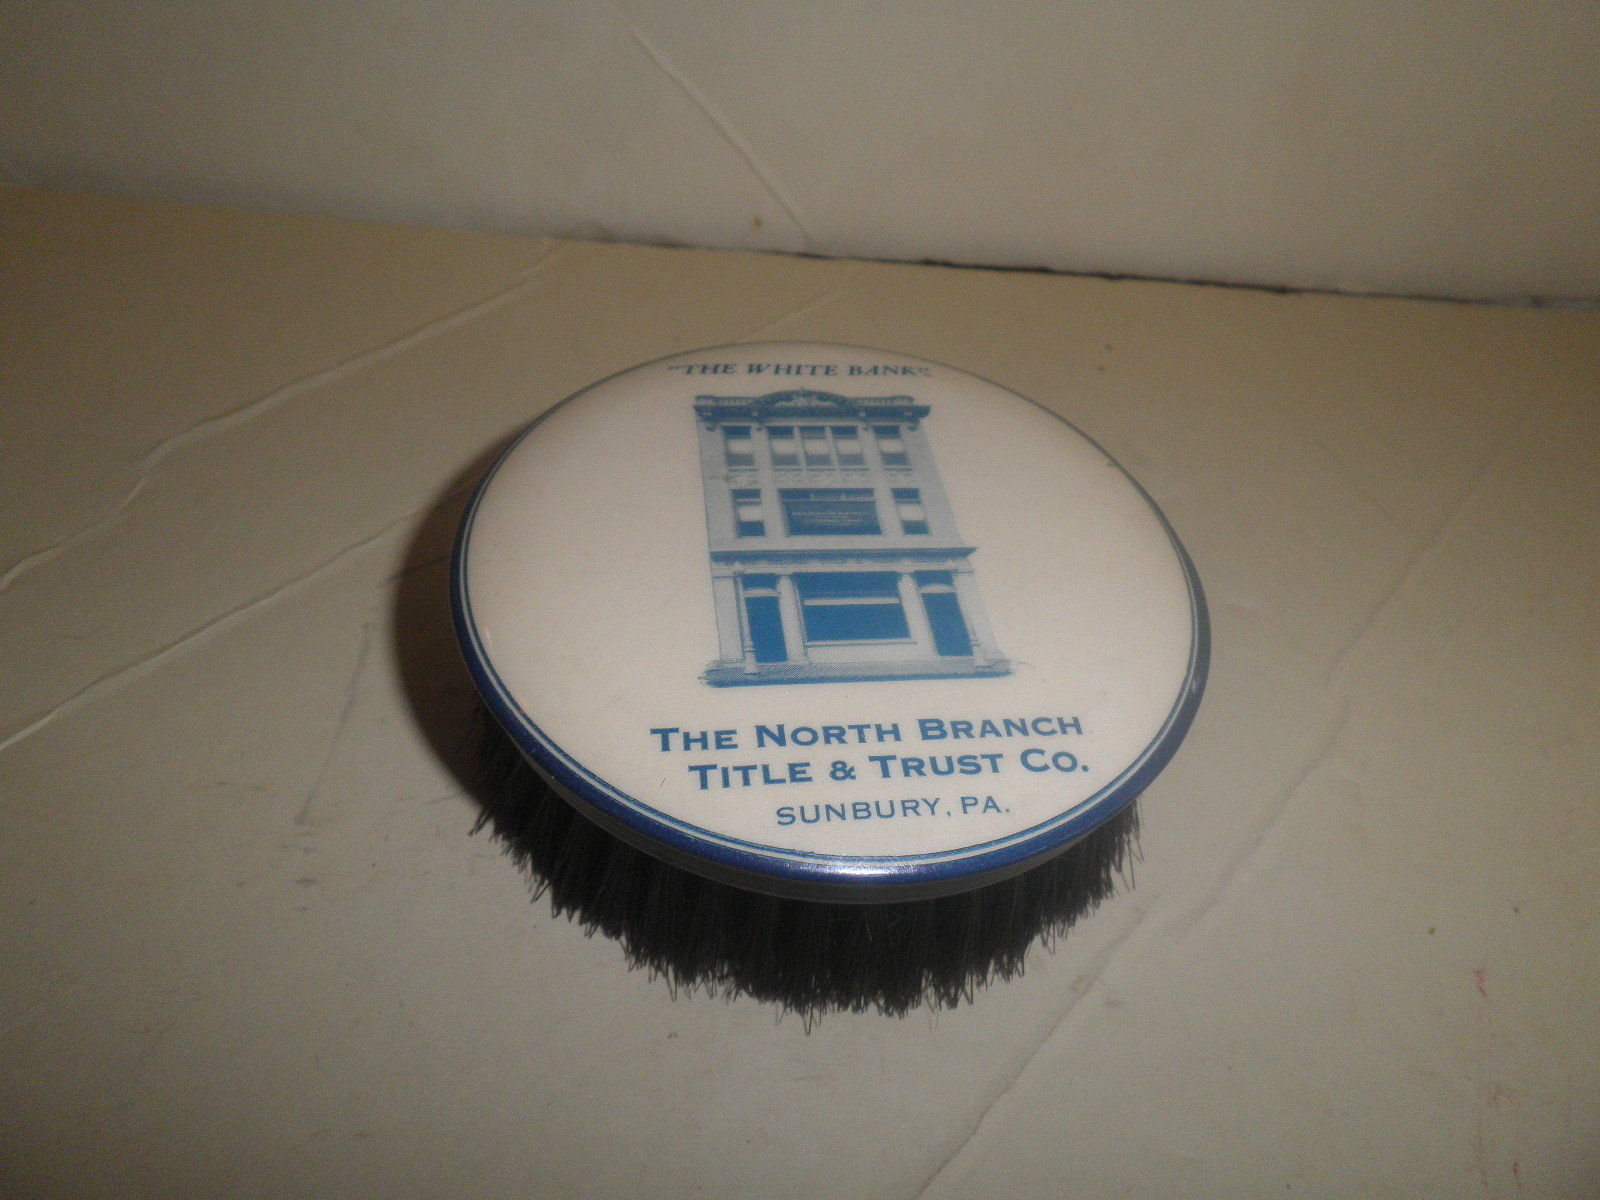 "THE WHITE BANK"
THE NORTH BRANCH
TITLE & TRUST CO.
SUNBURY, PA.